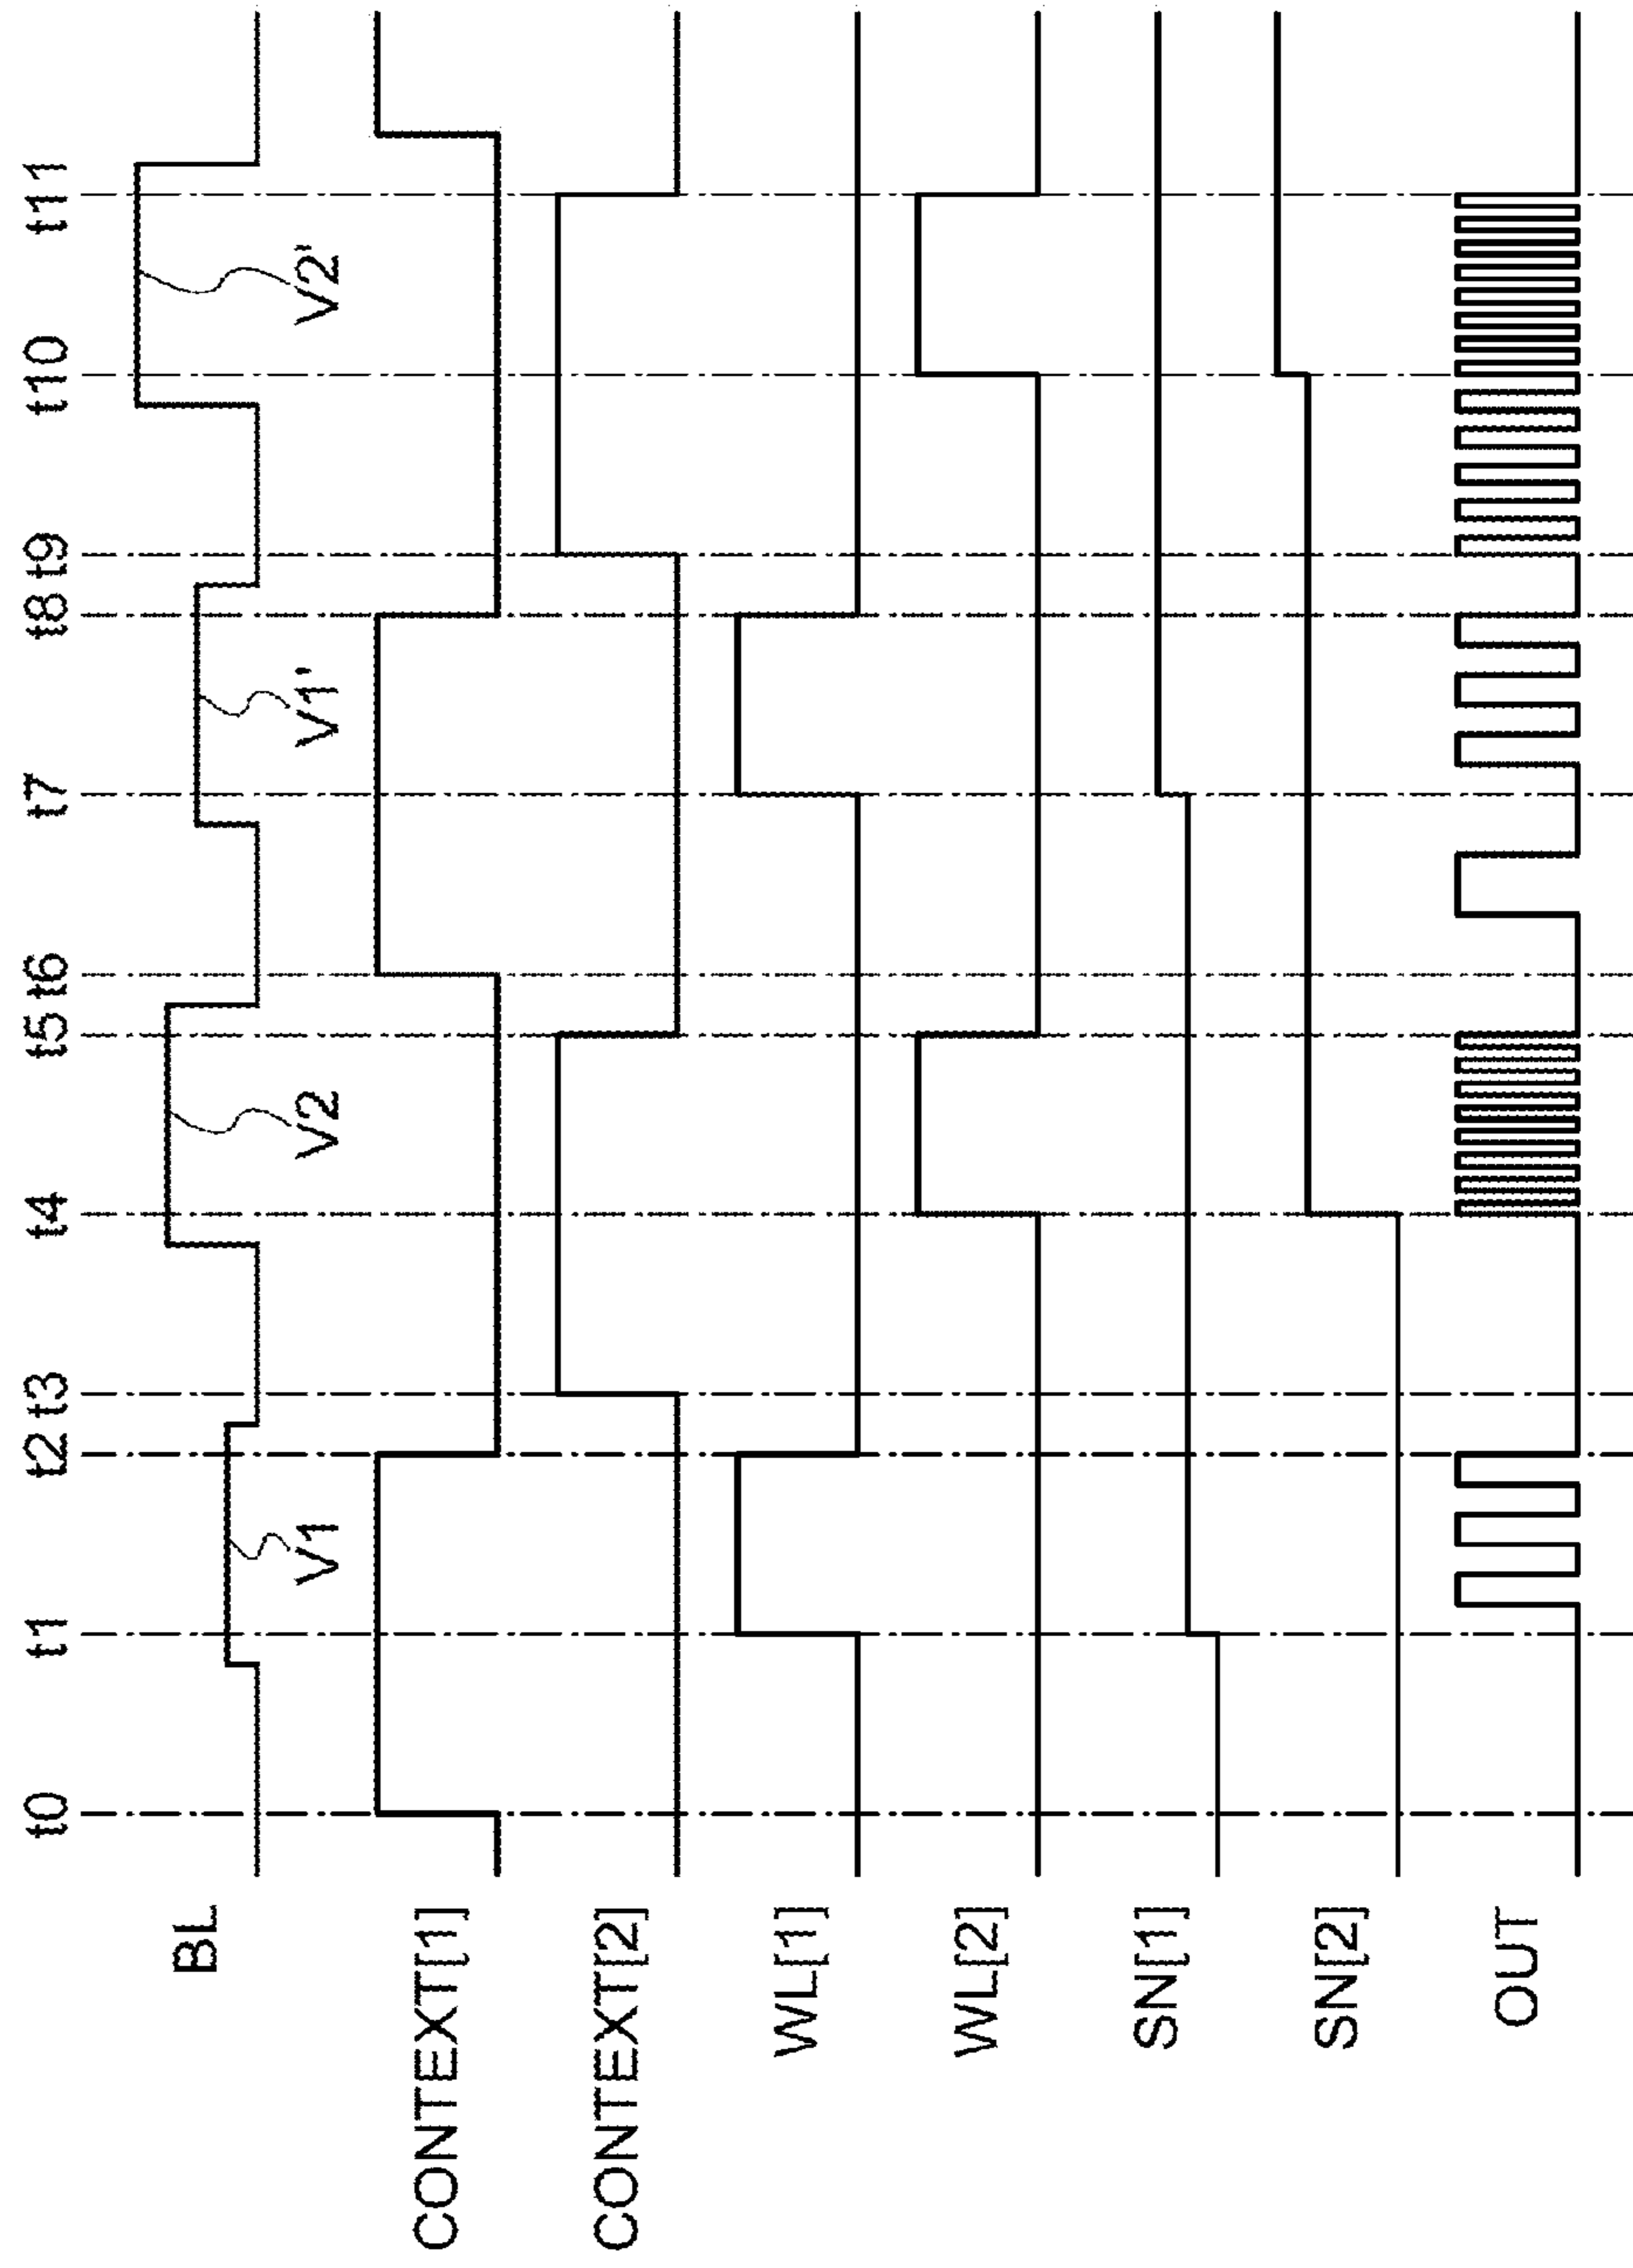 t0 t1 t2 t3 t4 t5 t6 t7 t8 t9 t10 t11
BL
V1 V2 V1' V2'
CONTEXT[1]
CONTEXT[2]
WL[1]
WL[2]
SN[1]
SN[2]
OUT